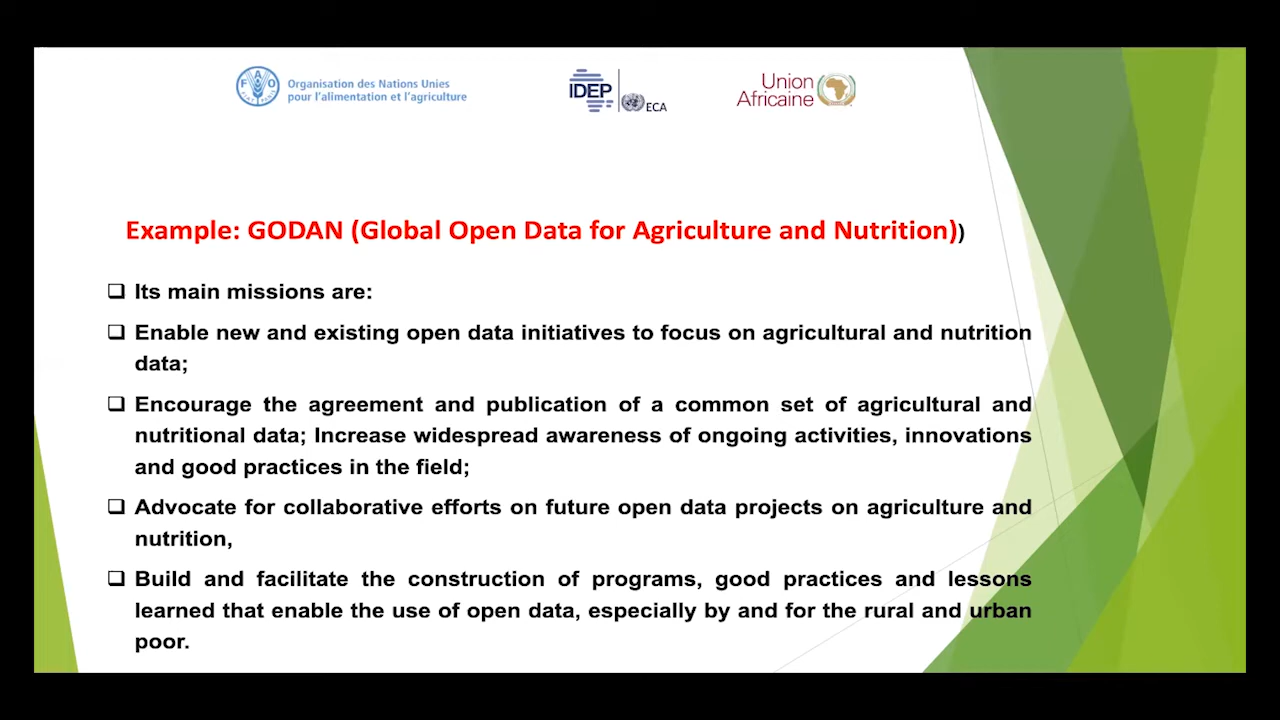 FAO
FIAT PANIS
Organisation des Nations Unies
pour l'alimentation et l'agriculture
IDEP
ECA
Union
Africaine
Example: GODAN (Global Open Data for Agriculture and Nutrition))
Its main missions are:
Enable new and existing open data initiatives to focus on agricultural and nutrition
data;
Encourage the agreement and publication of a common set of agricultural and
nutritional data; Increase widespread awareness of ongoing activities, innovations
and good practices in the field;
Advocate for collaborative efforts on future open data projects on agriculture and
nutrition,
Build and facilitate the construction of programs, good practices and lessons
learned that enable the use of open data, especially by and for the rural and urban
poor.